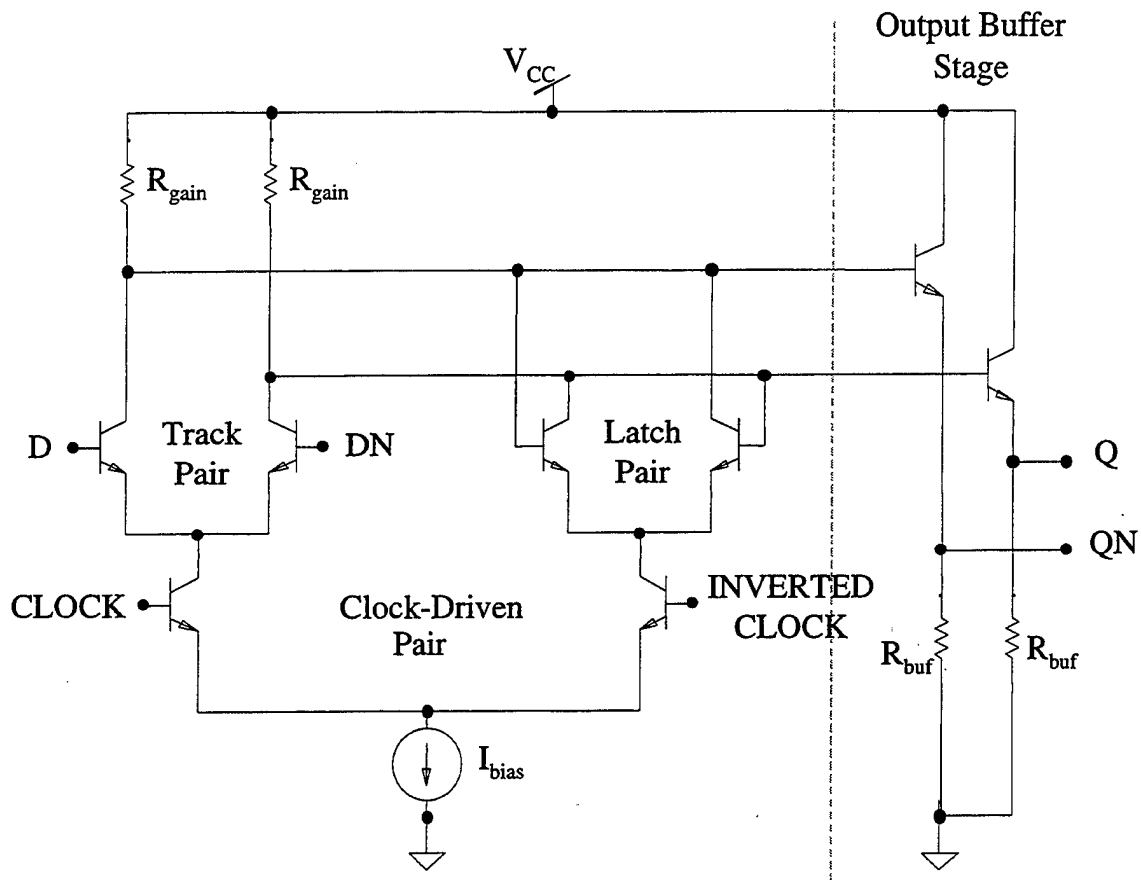 Output Buffer
Stage
V_CC
R_gain
R_gain
D
Track
Pair
DN
Latch
Pair
Q
QN
CLOCK
Clock-Driven
Pair
INVERTED
CLOCK
R_buf
R_buf
I_bias